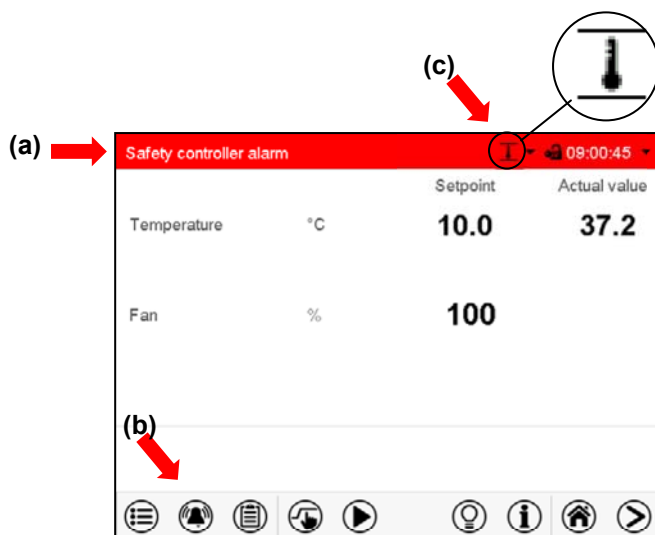 (c)
(a)
Safety controller alarm 09:00:45
Setpoint Actual value
Temperature °C 10.0 37.2
Fan % 100
(b)